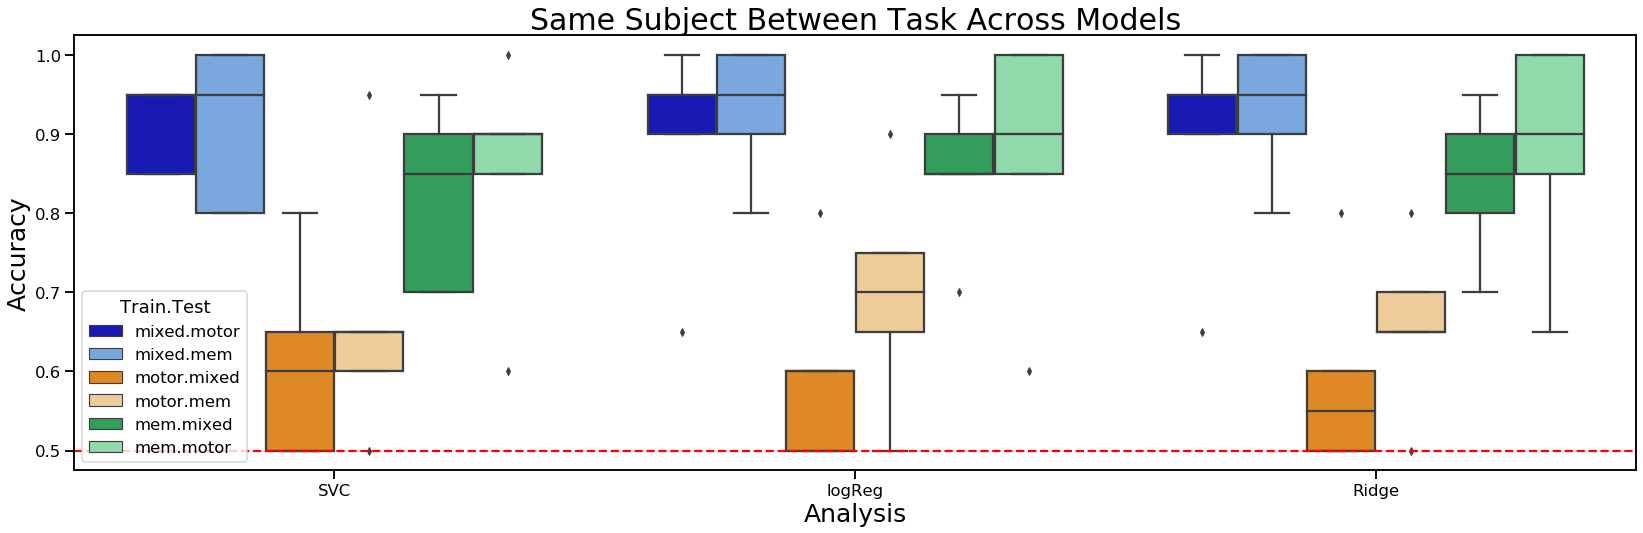 Same Subject Between Task Across Models
Accuracy
1.0
0.9
0.8
0.7
0.6
0.5
Train.Test
mixed.motor
mixed.mem
motor.mixed
motor.mem
mem.mixed
mem.motor
SVC logReg Ridge
Analysis